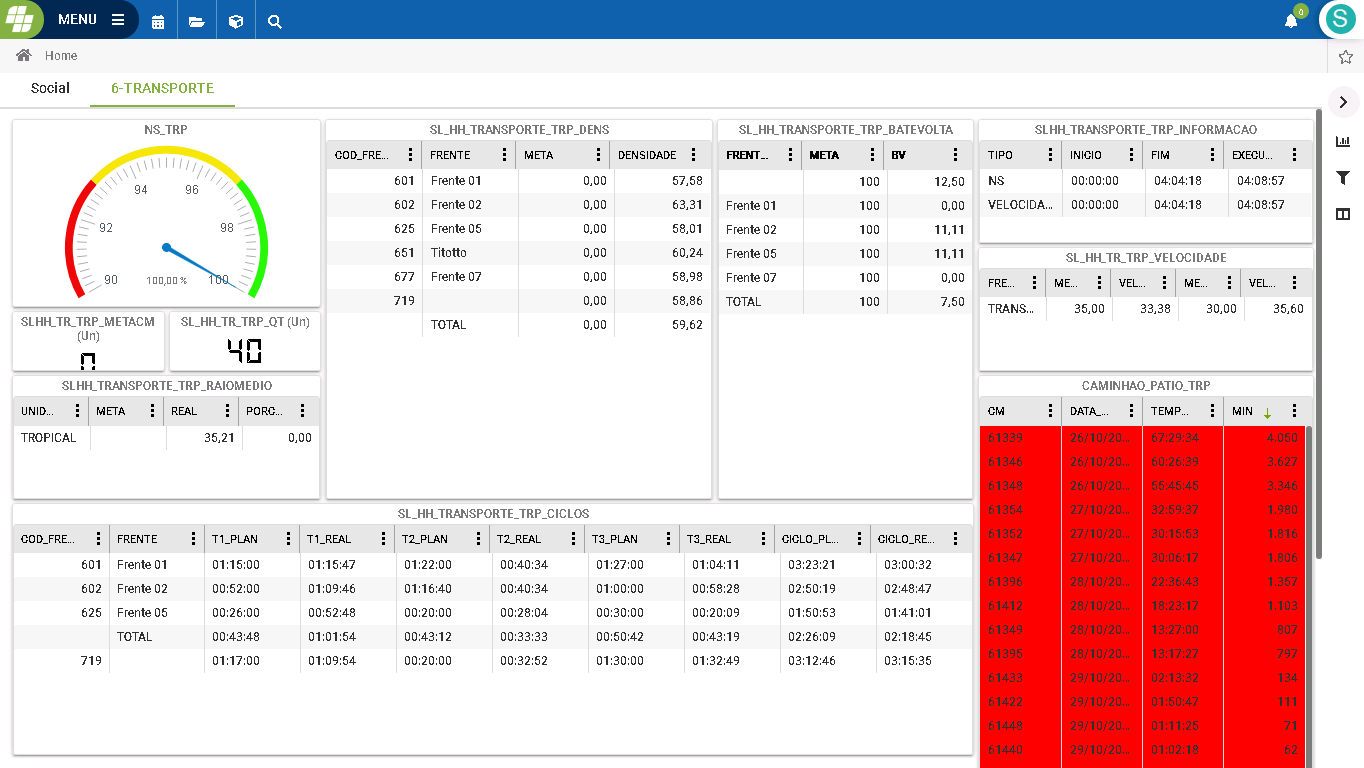 MENU
0
S
Home
Social 6-TRANSPORTE
NS_TRP
90 92 94 96 98 100
100,00 %
SLHH_TR_TRP_METACM
(Un)
0
SL_HH_TR_TRP_QT (Un)
40
SLHH_TRANSPORTE_TRP_RAIOMEDIO
UNID... META REAL PORC...
TROPICAL 35,21 0,00
SL_HH_TRANSPORTE_TRP_DENS
COD_FRE... FRENTE META DENSIDADE
601 Frente 01 0,00 57,58
602 Frente 02 0,00 63,31
625 Frente 05 0,00 58,01
651 Titotto 0,00 60,24
677 Frente 07 0,00 58,98
719 0,00 58,86
TOTAL 0,00 59,62
SL_HH_TRANSPORTE_TRP_BATEVOLTA
FRENT... META BV
100 12,50
Frente 01 100 0,00
Frente 02 100 11,11
Frente 05 100 11,11
Frente 07 100 0,00
TOTAL 100 7,50
SLHH_TRANSPORTE_TRP_INFORMACAO
TIPO INICIO FIM EXECU...
NS 00:00:00 04:04:18 04:08:57
VELOCIDA... 00:00:00 04:04:18 04:08:57
SL_HH_TR_TRP_VELOCIDADE
FRE... ME... VEL... ME... VEL...
TRANS... 35,00 33,38 30,00 35,60
SL_HH_TRANSPORTE_TRP_CICLOS
COD_FRE... FRENTE T1_PLAN T1_REAL T2_PLAN T2_REAL T3_PLAN T3_REAL CICLO_PL... CICLO_RE...
601 Frente 01 01:15:00 01:15:47 01:22:00 00:40:34 01:27:00 01:04:11 03:23:21 03:00:32
602 Frente 02 00:52:00 01:09:46 01:16:40 00:40:34 01:00:00 00:58:28 02:50:19 02:48:47
625 Frente 05 00:26:00 00:52:48 00:20:00 00:28:04 00:30:00 00:20:09 01:50:53 01:41:01
TOTAL 00:43:48 01:01:54 00:43:12 00:33:33 00:50:42 00:43:19 02:26:09 02:18:45
719 01:17:00 01:09:54 00:20:00 00:32:52 01:30:00 01:32:49 03:12:46 03:15:35
CAMINHAO_PATIO_TRP
CM DATA_... TEMP... MIN
61339 26/10/20... 67:29:34 4.050
61346 26/10/20... 60:26:39 3.627
61348 26/10/20... 55:45:45 3.346
61354 27/10/20... 32:59:37 1.980
61352 27/10/20... 30:15:53 1.816
61347 27/10/20... 30:06:17 1.806
61396 28/10/20... 22:36:43 1.357
61412 28/10/20... 18:23:17 1.103
61349 28/10/20... 13:27:00 807
61395 28/10/20... 13:17:27 797
61433 29/10/20... 02:13:32 134
61422 29/10/20... 01:50:47 111
61448 29/10/20... 01:11:25 71
61440 29/10/20... 01:02:18 62